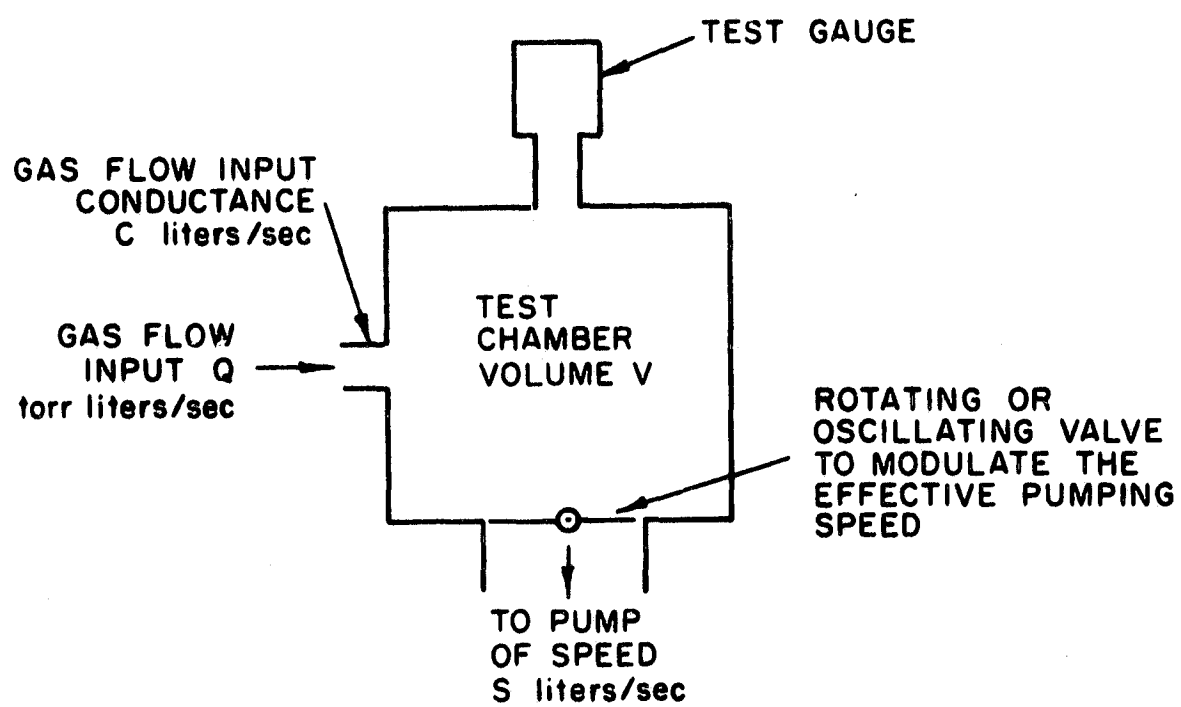 TEST GAUGE
GAS FLOW INPUT
CONDUCTANCE
C liters/sec
GAS FLOW
INPUT Q
torr liters/sec
TEST
CHAMBER
VOLUME V
ROTATING OR
OSCILLATING VALVE
TO MODULATE THE
EFFECTIVE PUMPING
SPEED
TO PUMP
OF SPEED
S liters/sec